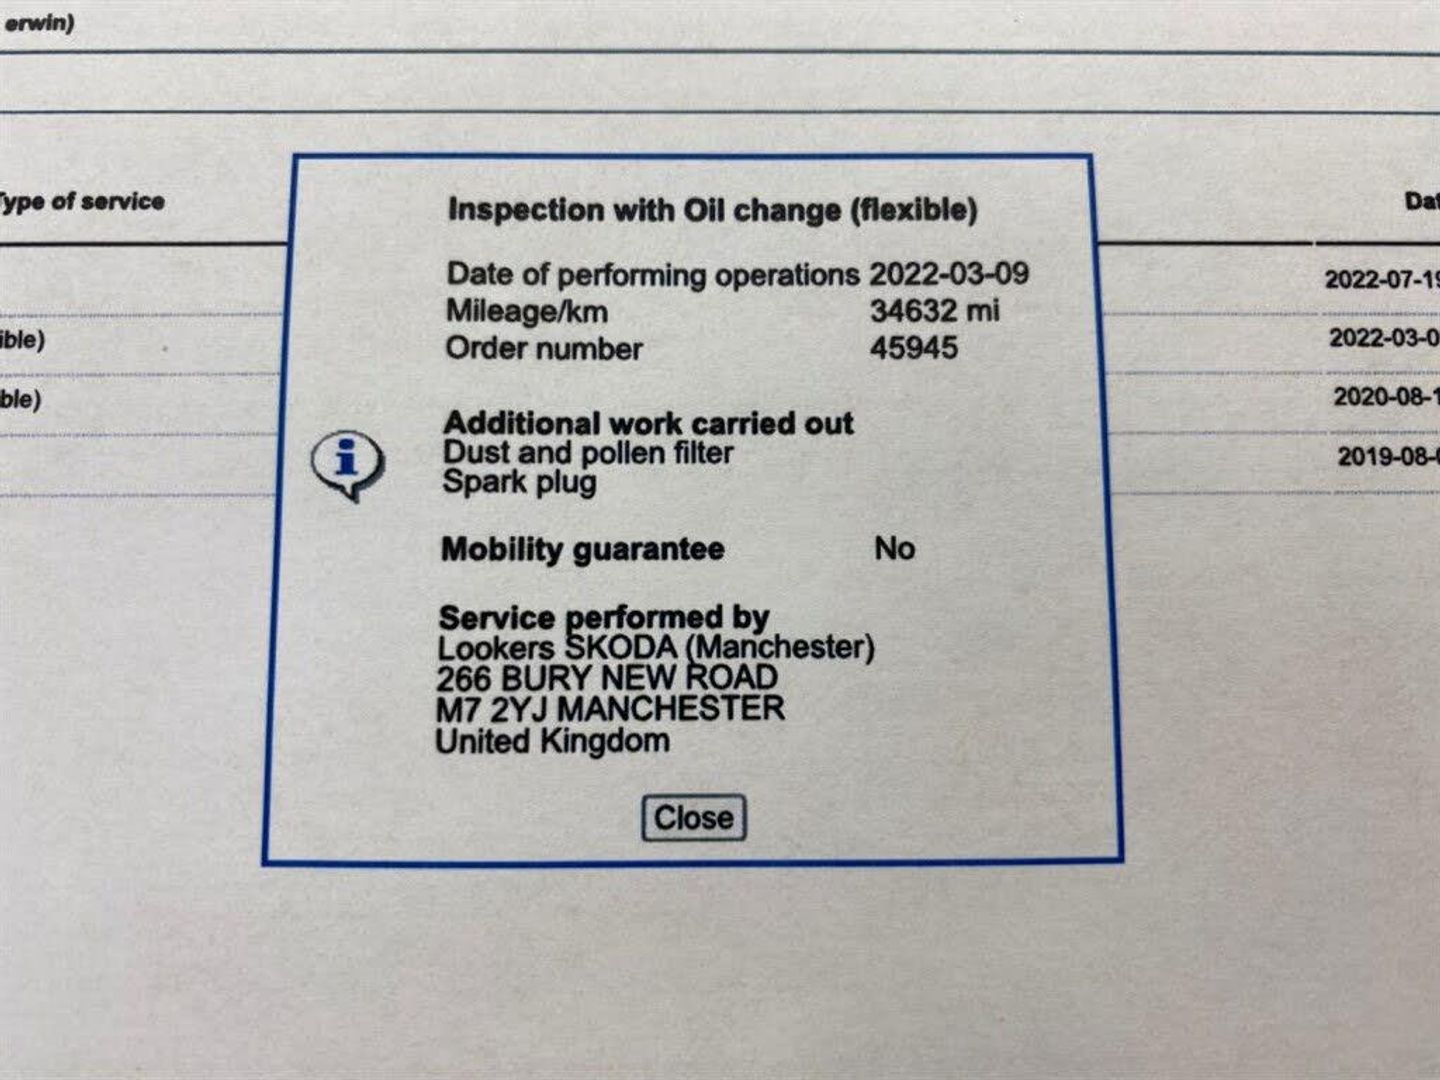 erwin)
Type of service
Inspection with Oil change (flexible)
Date of performing operations 2022-03-09
Mileage/km 34632 mi
Order number 45945
Additional work carried out
Dust and pollen filter
Spark plug
Mobility guarantee No
Service performed by
Lookers SKODA (Manchester)
266 BURY NEW ROAD
M7 2YJ MANCHESTER
United Kingdom
Close
ible)
ble)
Dat
2022-07-19
2022-03-0
2020-08-1
2019-08-0